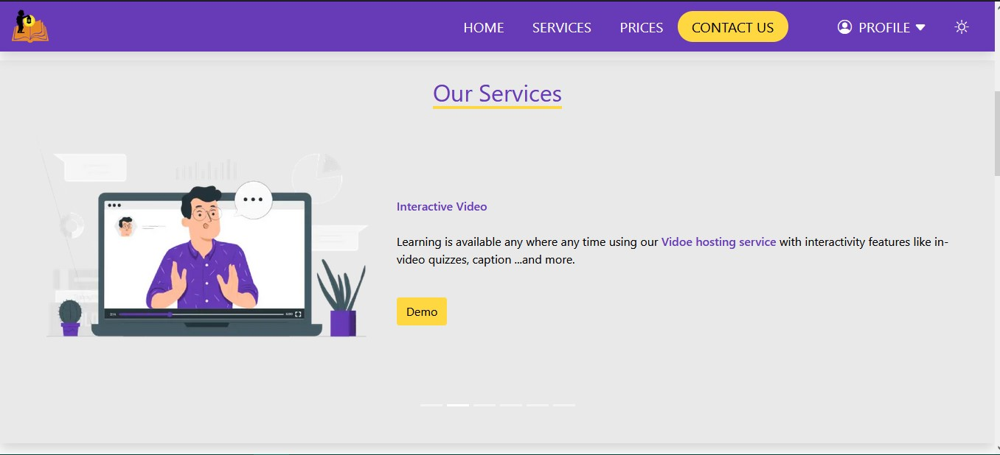 HOME SERVICES PRICES CONTACT US PROFILE
Our Services
Interactive Video
Learning is available any where any time using our Vidoe hosting service with interactivity features like in-
video quizzes, caption ...and more.
Demo